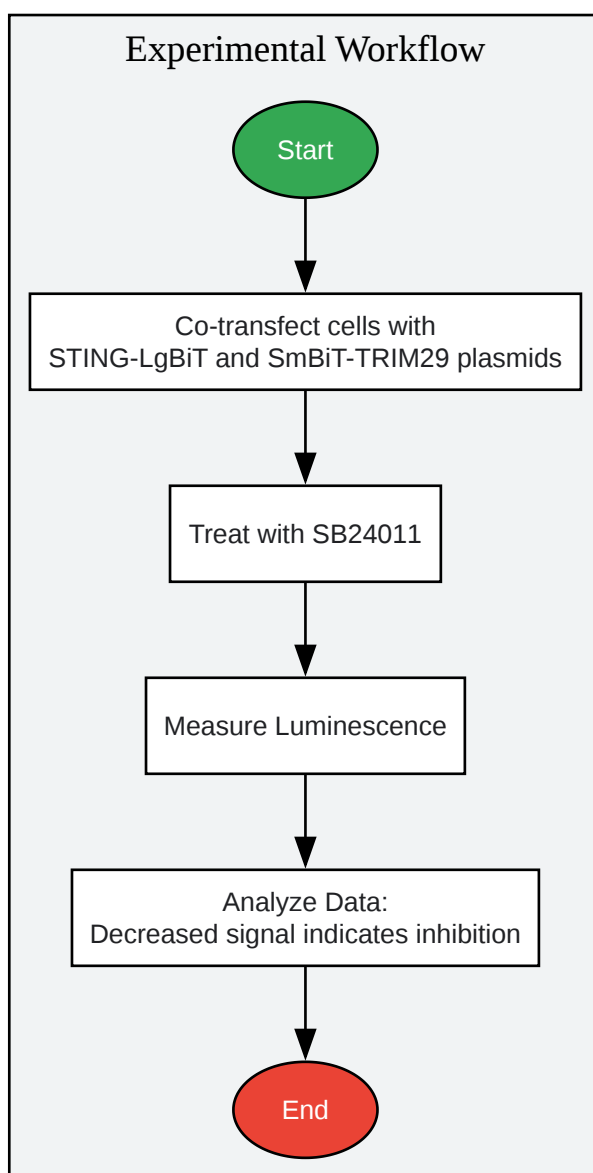 Experimental Workflow
Start
Co-transfect cells with
STING-LgBiT and SmBiT-TRIM29 plasmids
Treat with SB24011
Measure Luminescence
Analyze Data:
Decreased signal indicates inhibition
End